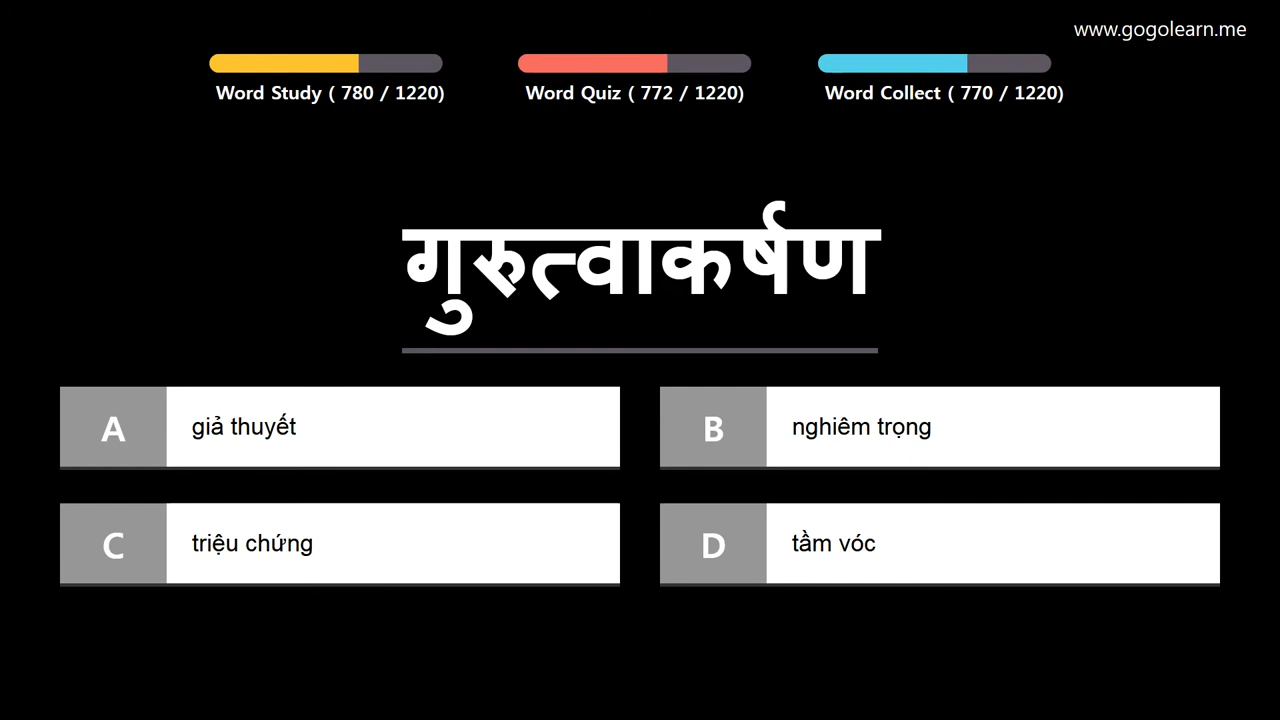 www.gogolearn.me
Word Study ( 780 / 1220)
Word Quiz ( 772 / 1220)
Word Collect ( 770 / 1220)
गुरुत्वाकर्षण
A giả thuyết
B nghiêm trọng
C triệu chứng
D tầm vóc